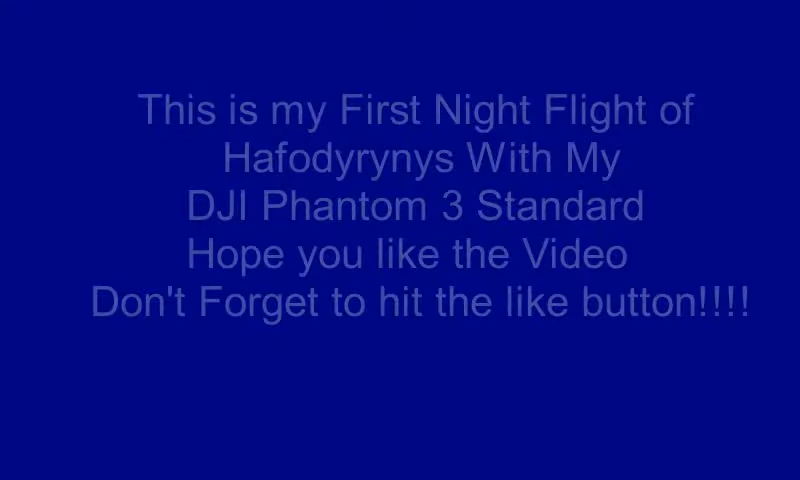 This is my First Night Flight of
Hafodyrynys With My
DJI Phantom 3 Standard
Hope you like the Video
Don't Forget to hit the like button!!!!